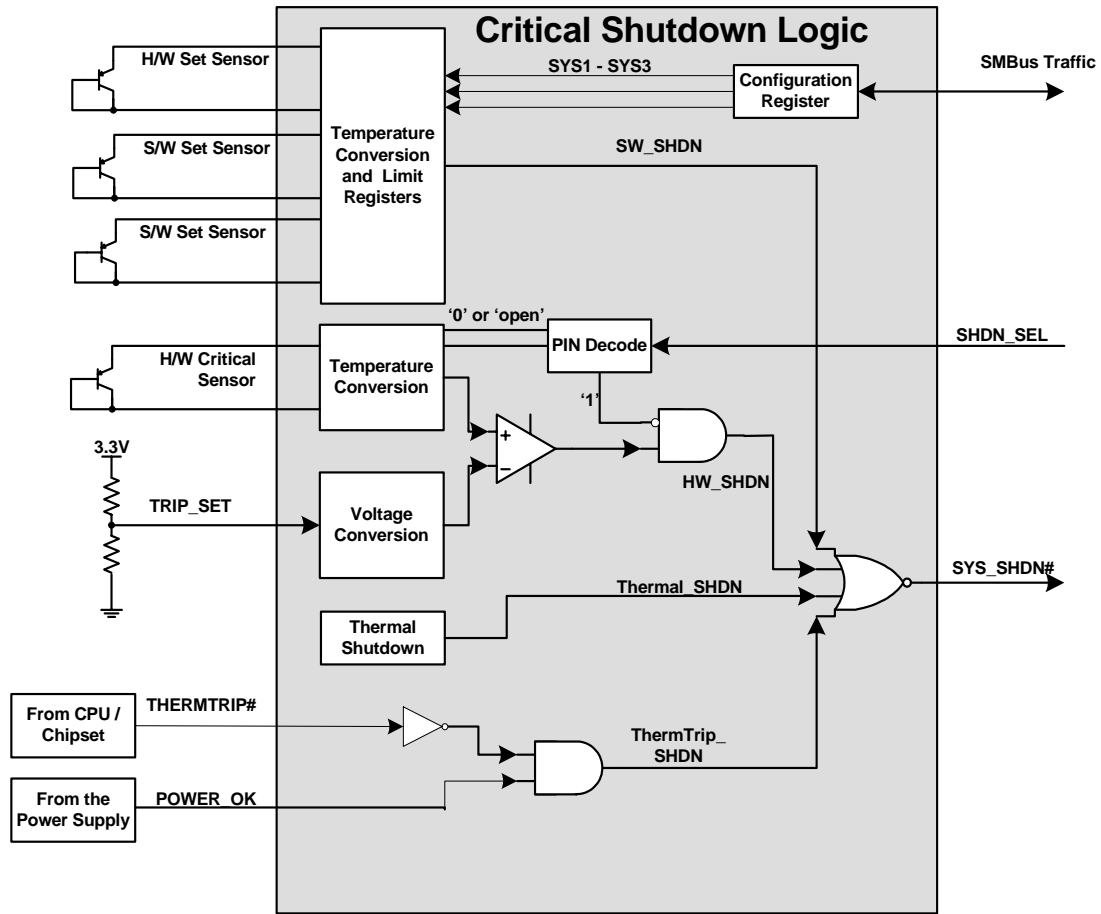 Critical Shutdown Logic
H/W Set Sensor
S/W Set Sensor
S/W Set Sensor
Temperature
Conversion
and Limit
Registers
SYS1 - SYS3
Configuration
Register
SMBus Traffic
SW_SHDN
'0' or 'open'
PIN Decode
SHDN_SEL
H/W Critical
Sensor
Temperature
Conversion
'1'
+
−
HW_SHDN
3.3V
TRIP_SET
Voltage
Conversion
SYS_SHDN#
Thermal_SHDN
Thermal
Shutdown
From CPU /
Chipset
THERMTRIP#
ThermTrip_
SHDN
From the
Power Supply
POWER_OK